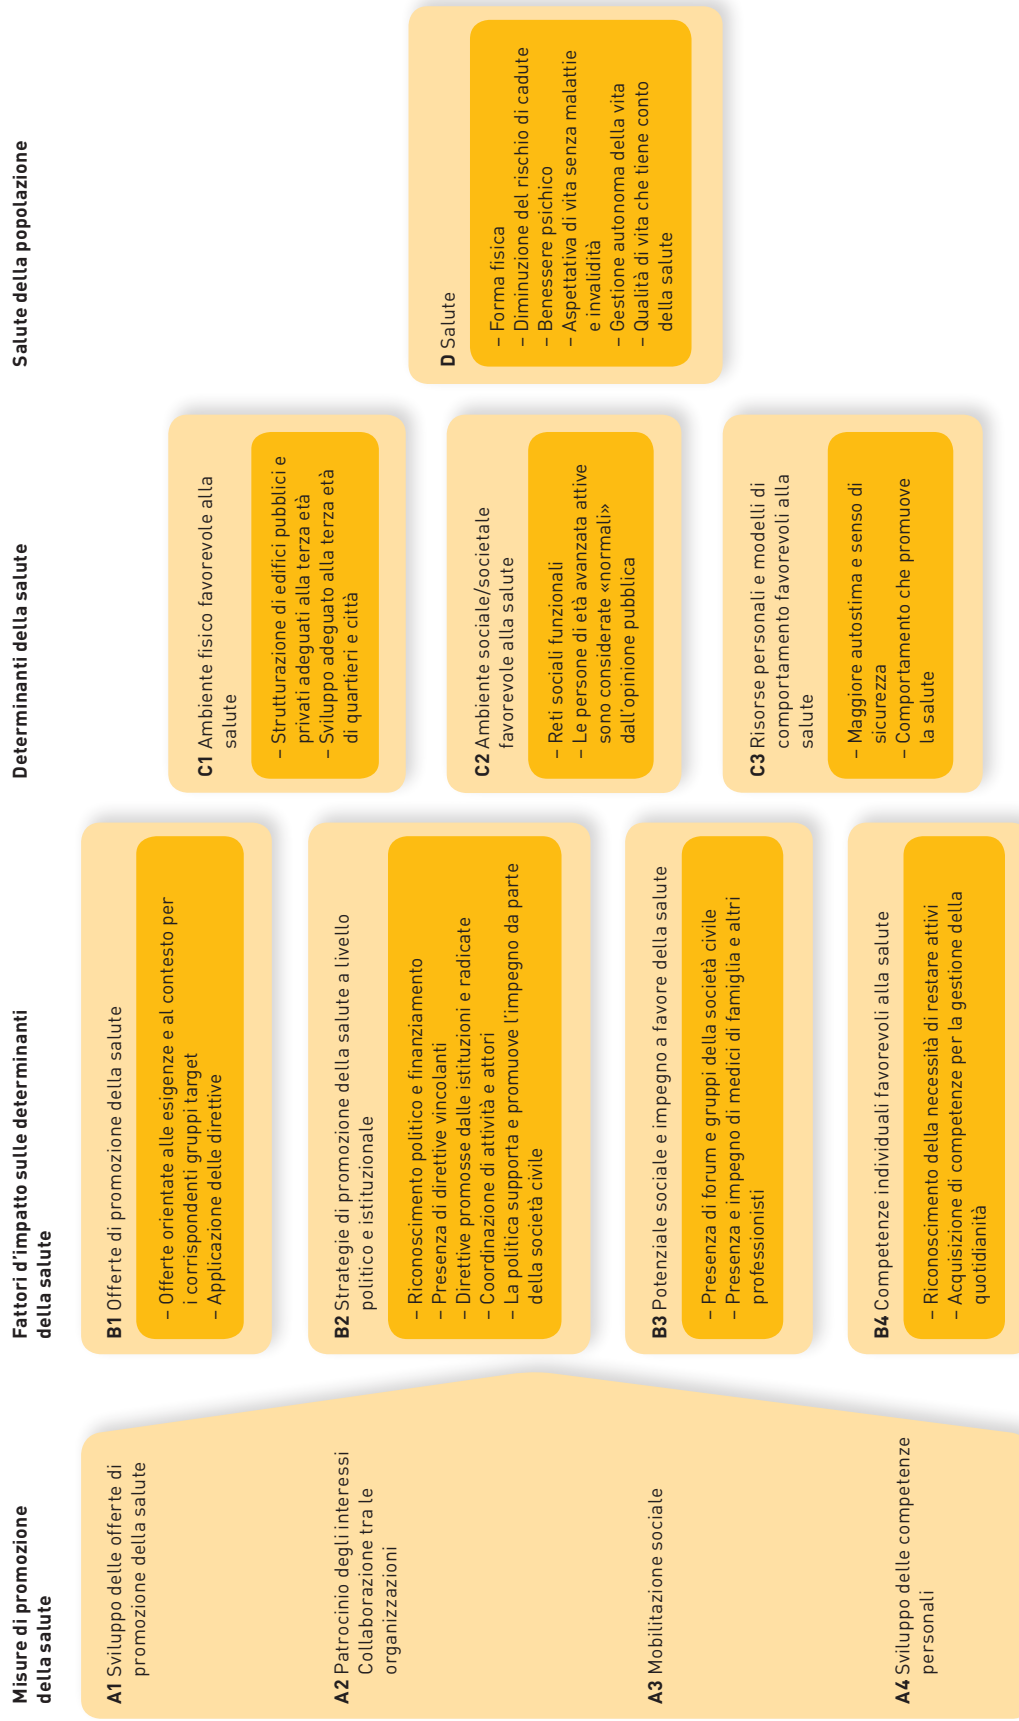 Misure di promozione
della salute
A1 Sviluppo delle offerte di
promozione della salute
A2 Patrocinio degli interessi
Collaborazione tra le
organizzazioni
A3 Mobilitazione sociale
A4 Sviluppo delle competenze
personali
Fattori d'impatto sulle determinanti
della salute
B1 Offerte di promozione della salute
– Offerte orientate alle esigenze e al contesto per
i corrispondenti gruppi target
– Applicazione delle direttive
B2 Strategie di promozione della salute a livello
politico e istituzionale
– Riconoscimento politico e finanziamento
– Presenza di direttive vincolanti
– Direttive promosse dalle istituzioni e radicate
– Coordinazione di attività e attori
– La politica supporta e promuove l'impegno da parte
della società civile
B3 Potenziale sociale e impegno a favore della salute
– Presenza di forum e gruppi della società civile
– Presenza e impegno di medici di famiglia e altri
professionisti
B4 Competenze individuali favorevoli alla salute
– Riconoscimento della necessità di restare attivi
– Acquisizione di competenze per la gestione della
quotidianità
Determinanti della salute
C1 Ambiente fisico favorevole alla
salute
– Strutturazione di edifici pubblici e
privati adeguati alla terza età
– Sviluppo adeguato alla terza età
di quartieri e città
C2 Ambiente sociale/societale
favorevole alla salute
– Reti sociali funzionali
– Le persone di età avanzata attive
sono considerate «normali»
dall'opinione pubblica
C3 Risorse personali e modelli di
comportamento favorevoli alla
salute
– Maggiore autostima e senso di
sicurezza
– Comportamento che promuove
la salute
Salute della popolazione
D Salute
– Forma fisica
– Diminuzione del rischio di cadute
– Benessere psichico
– Aspettativa di vita senza malattie
e invalidità
– Gestione autonoma della vita
– Qualità di vita che tiene conto
della salute